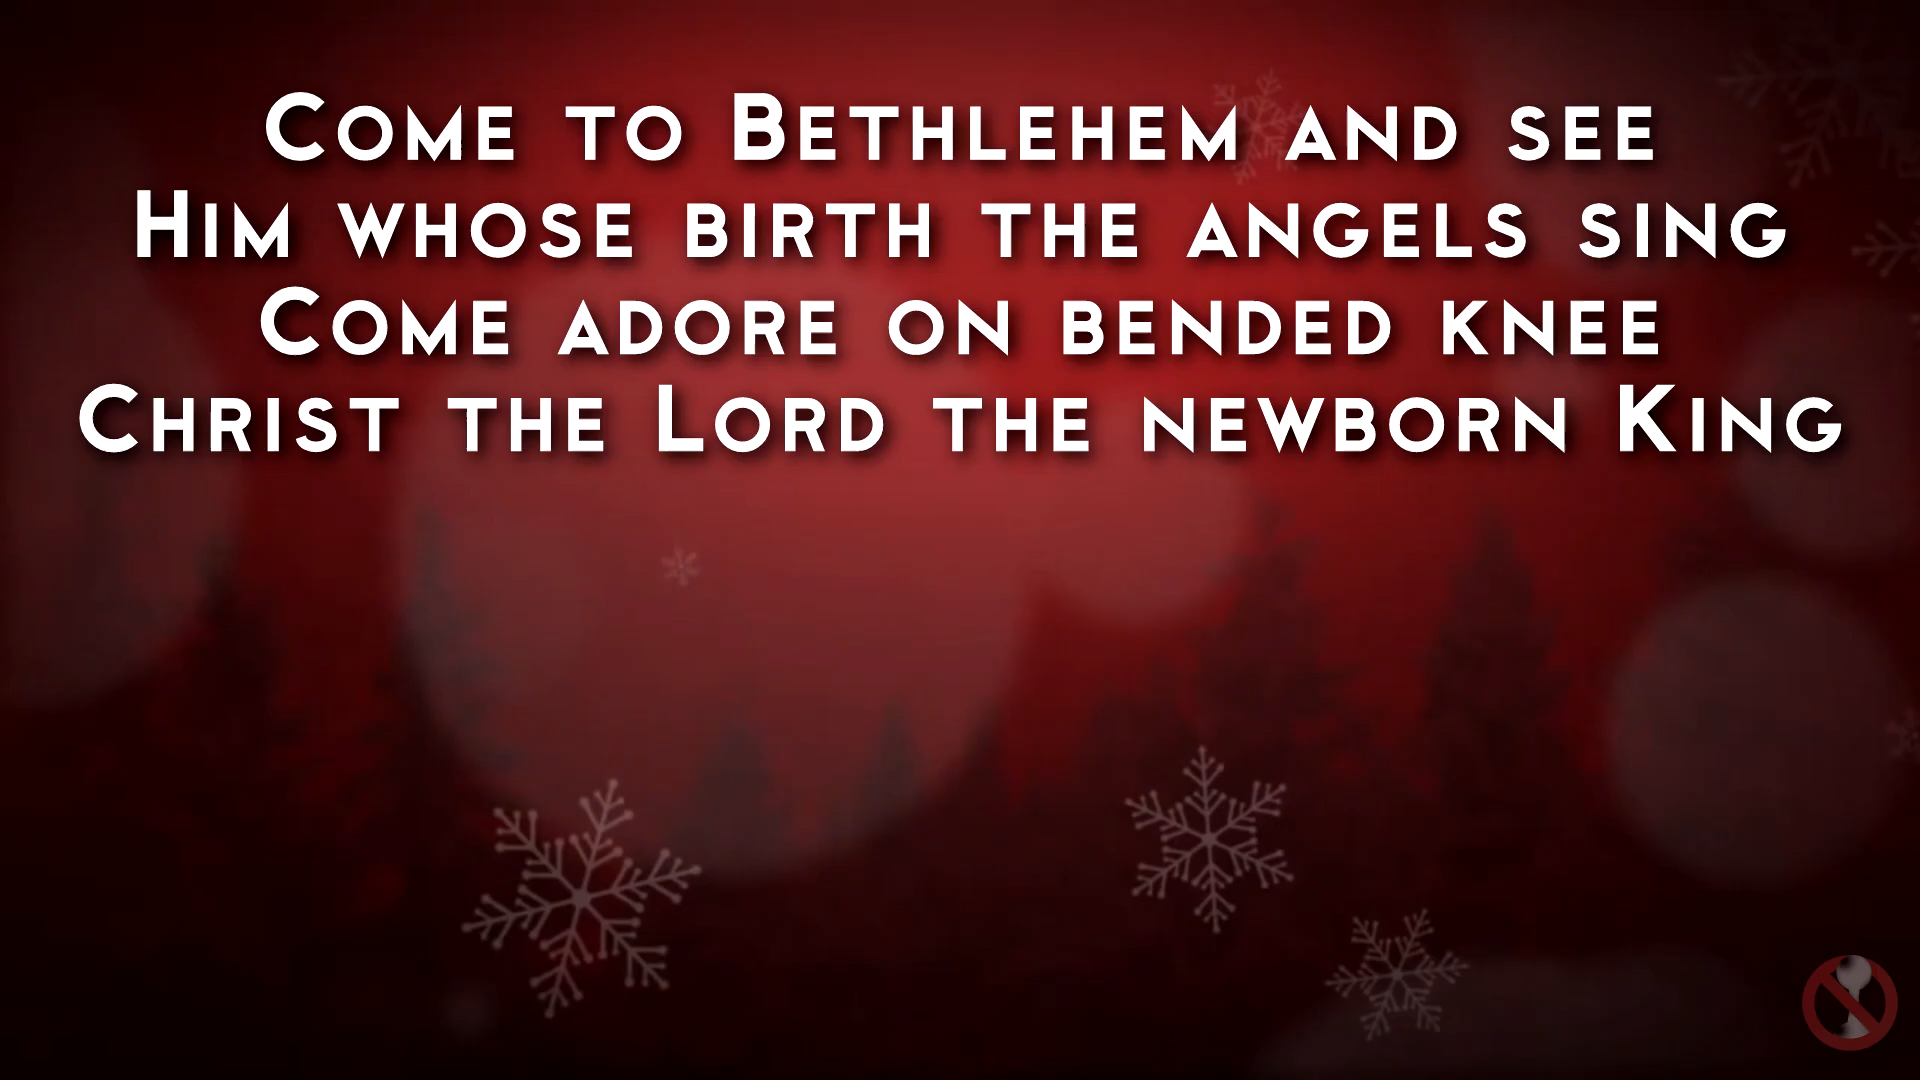 Come to Bethlehem and see
Him whose birth the angels sing
Come adore on bended knee
Christ the Lord the newborn King